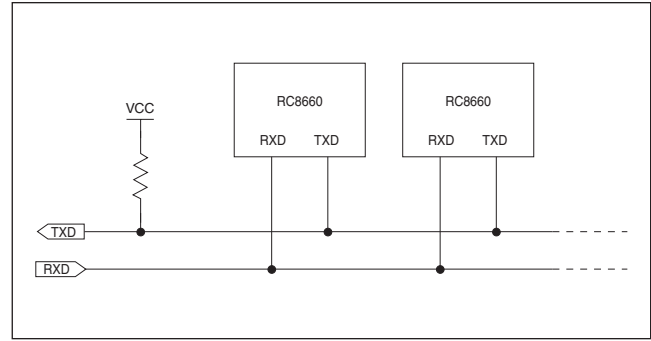 RC8660
RC8660
VCC
RXD TXD
RXD TXD
TXD
RXD